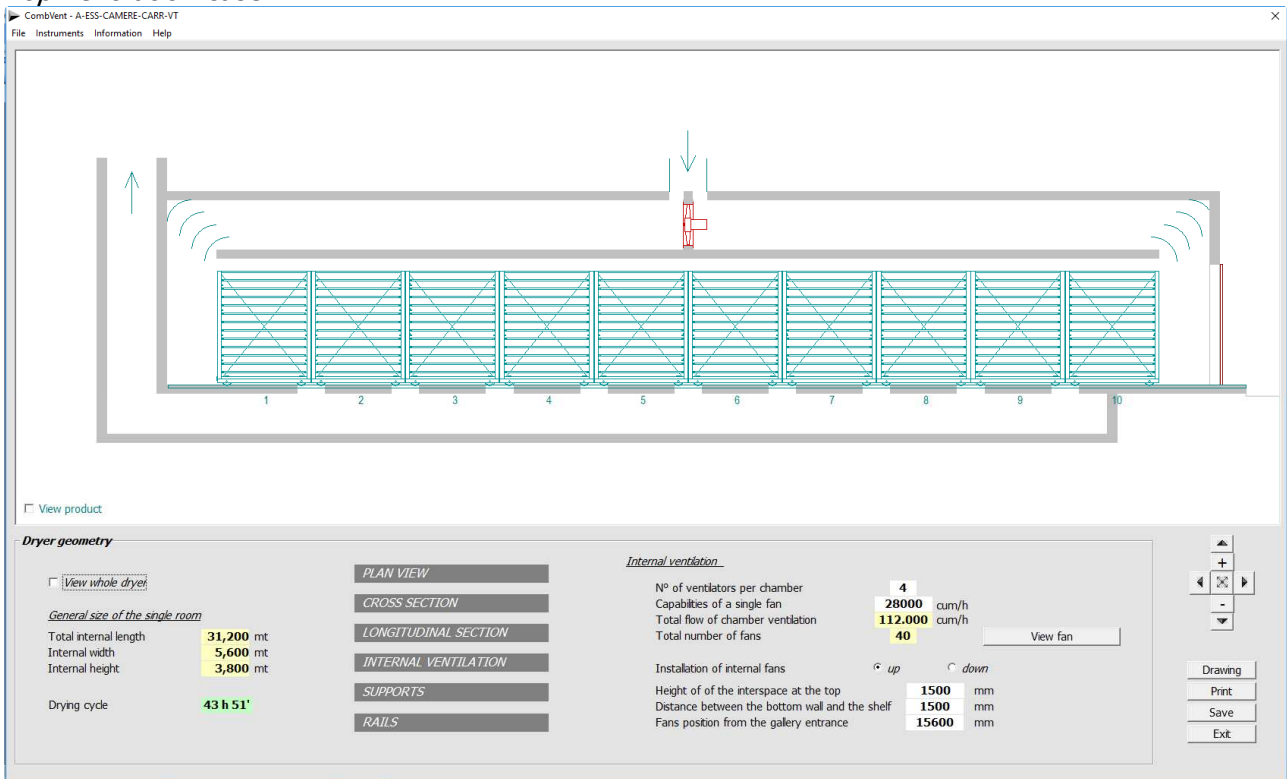 CombVent - A-ESS-CAMERE-CARR-VT
File Instruments Information Help
1 2 3 4 5 6 7 8 9 10
View product
Dryer geometry
View whole dryer
General size of the single room
Total internal length 31,200 mt
Internal width 5,600 mt
Internal height 3,800 mt
Drying cycle 43 h 51'
PLAN VIEW
CROSS SECTION
LONGITUDINAL SECTION
INTERNAL VENTILATION
SUPPORTS
RAILS
Internal ventilation
N° of ventilators per chamber 4
Capabilities of a single fan 28000 cum/h
Total flow of chamber ventilation 112.000 cum/h
Total number of fans 40 View fan
Installation of internal fans up down
Height of of the interspace at the top 1500 mm
Distance between the bottom wall and the shelf 1500 mm
Fans position from the gallery entrance 15600 mm
+
-
Drawing
Print
Save
Exit